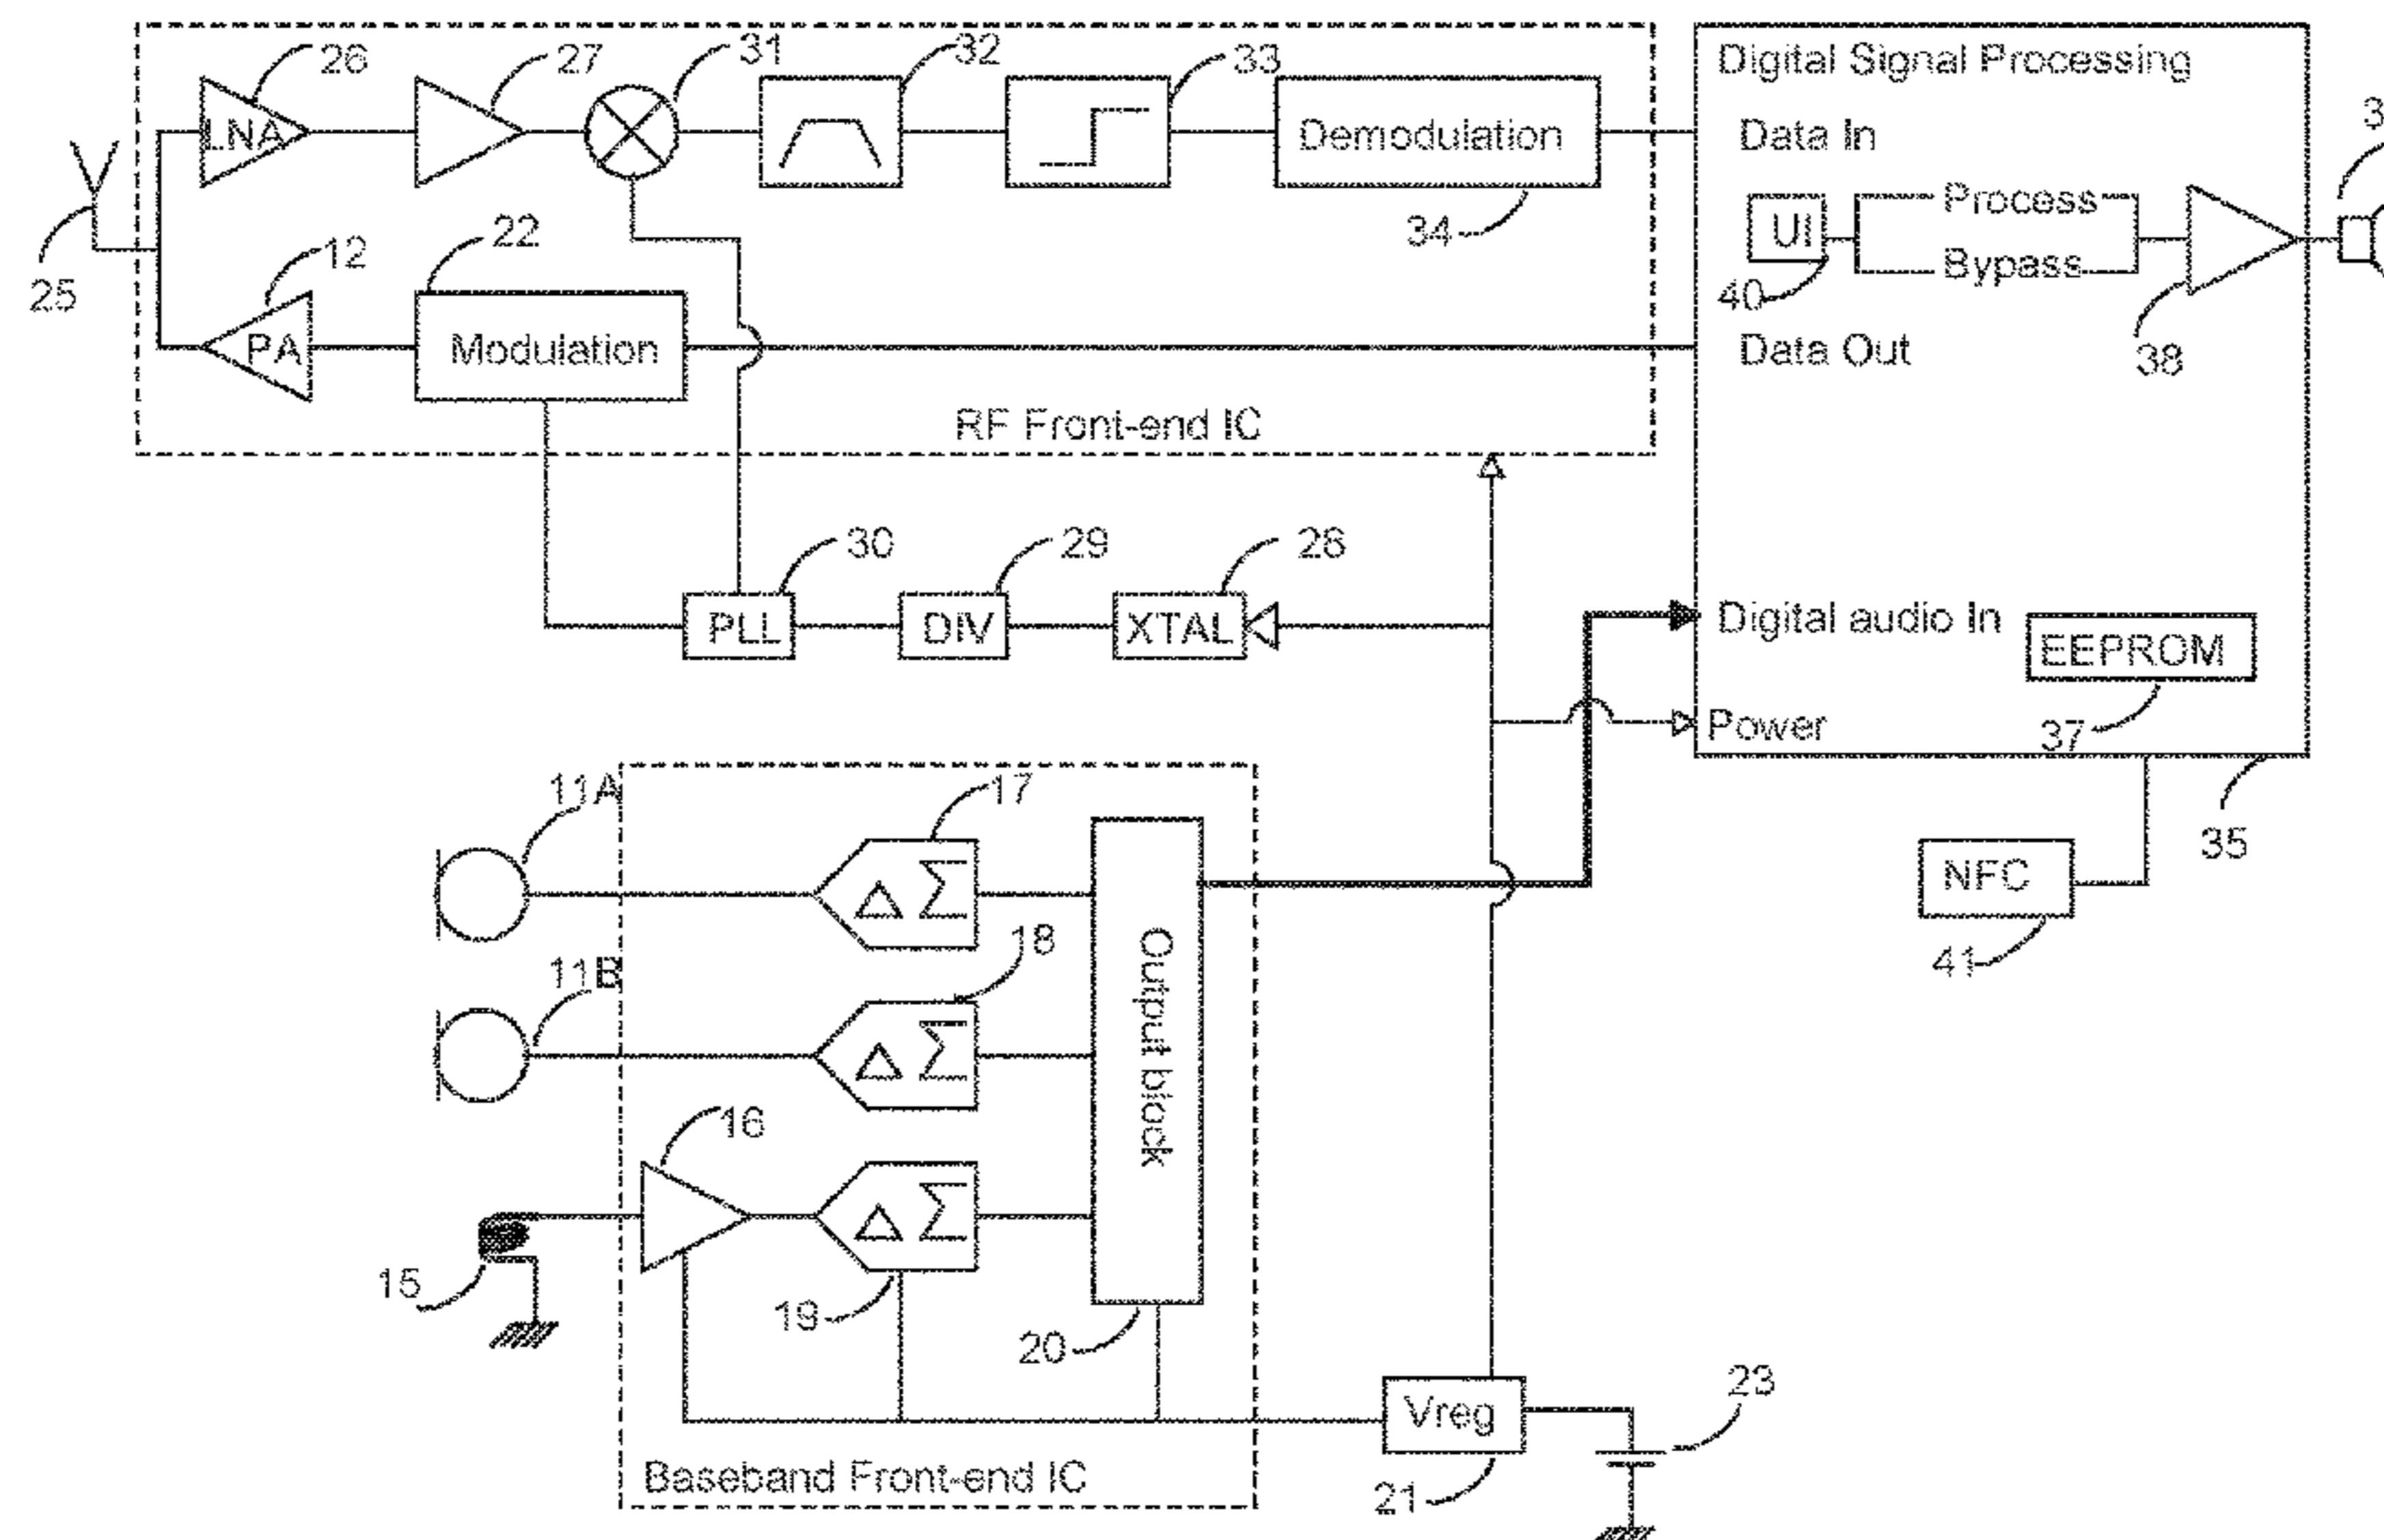 26
27
31
32
33
Digital Signal Processing
LNA
Demodulation
Data In
25
12
22
34
UI
Process
Bypass
40
38
PA
Modulation
Data Out
RF Front-end IC
30
29
26
PLL
DIV
XTAL
Digital audio In
EEPROM
37
Power
11A
17
35
Δ Σ
NFC
41
11B
18
Δ Σ
Output block
16
Δ Σ
15
19
20
Vreg
23
21
Baseband Front-end IC